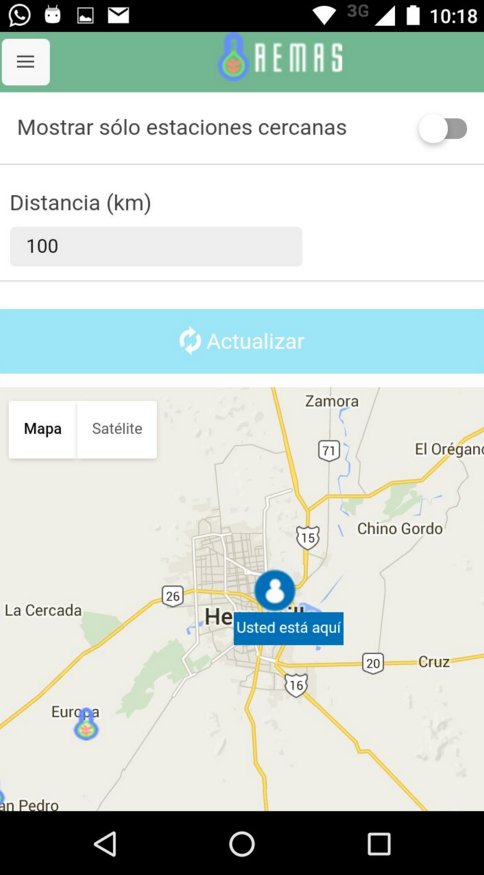 3G
10:18
REMAS
Mostrar sólo estaciones cercanas
Distancia (km)
100
Actualizar
Mapa
Satélite
Zamora
71
El Orégano
Chino Gordo
15
26
La Cercada
He
ill
Usted está aquí
20
Cruz
16
Europa
an Pedro